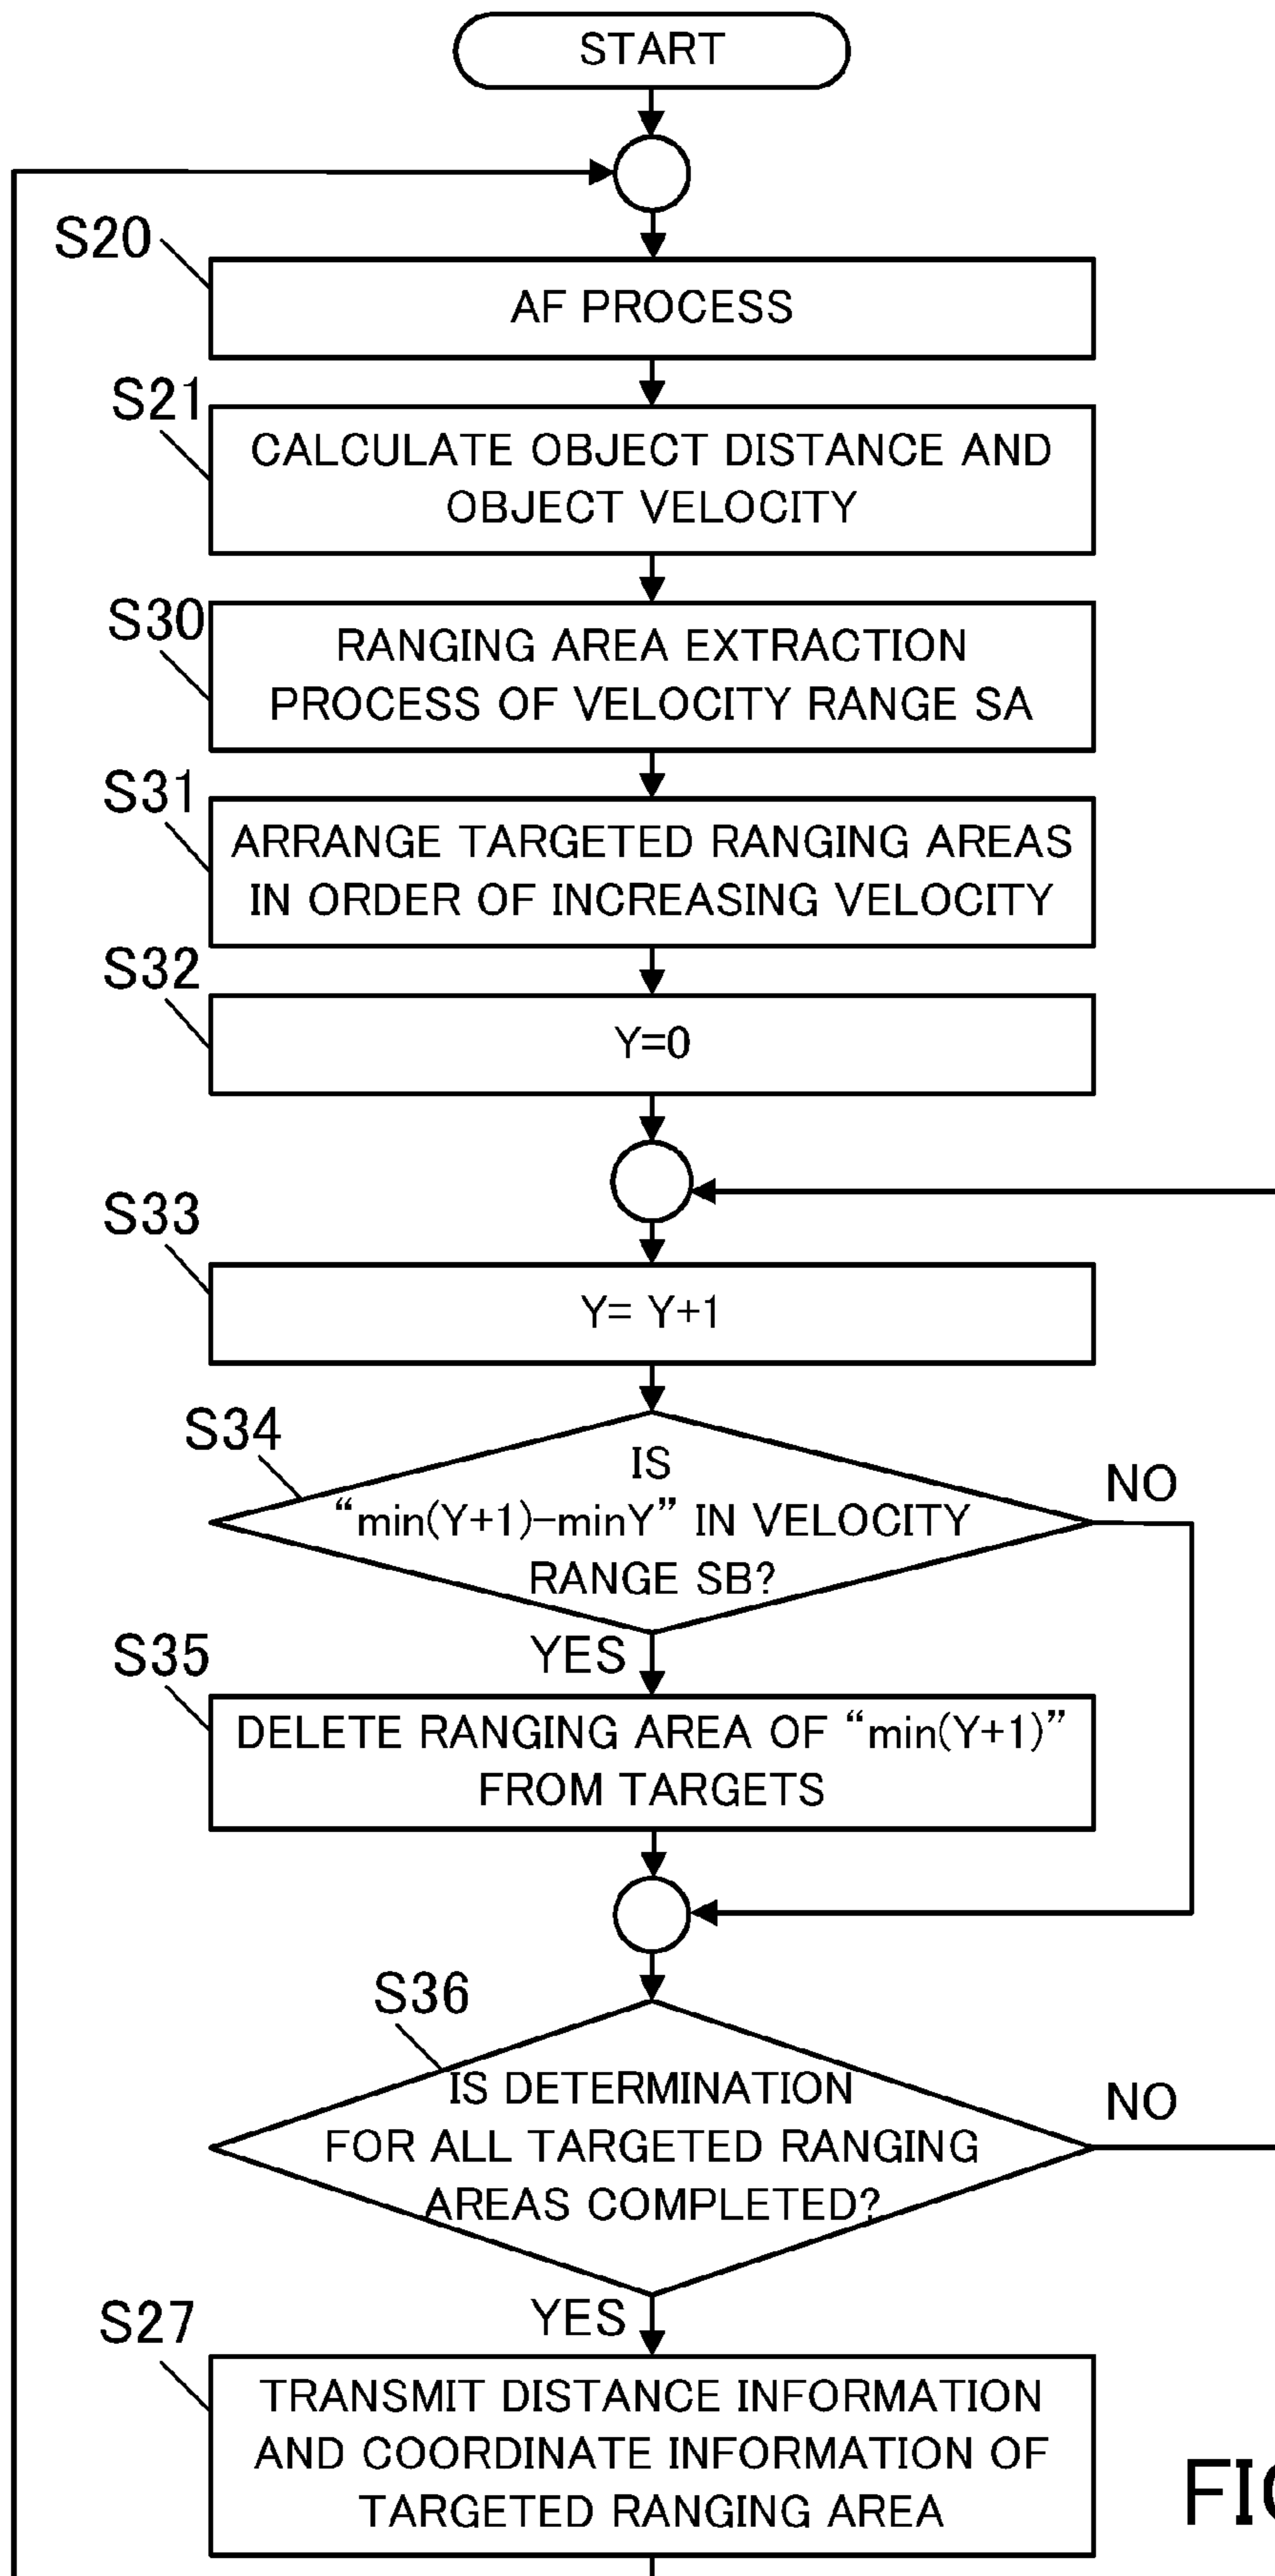 START
S20
AF PROCESS
S21
CALCULATE OBJECT DISTANCE AND
OBJECT VELOCITY
S30
RANGING AREA EXTRACTION
PROCESS OF VELOCITY RANGE SA
S31
ARRANGE TARGETED RANGING AREAS
IN ORDER OF INCREASING VELOCITY
S32
Y=0
S33
Y= Y+1
S34
IS
“min(Y+1)-minY” IN VELOCITY
RANGE SB?
NO
YES
S35
DELETE RANGING AREA OF “min(Y+1)”
FROM TARGETS
S36
IS DETERMINATION
FOR ALL TARGETED RANGING
AREAS COMPLETED?
NO
YES
S27
TRANSMIT DISTANCE INFORMATION
AND COORDINATE INFORMATION OF
TARGETED RANGING AREA